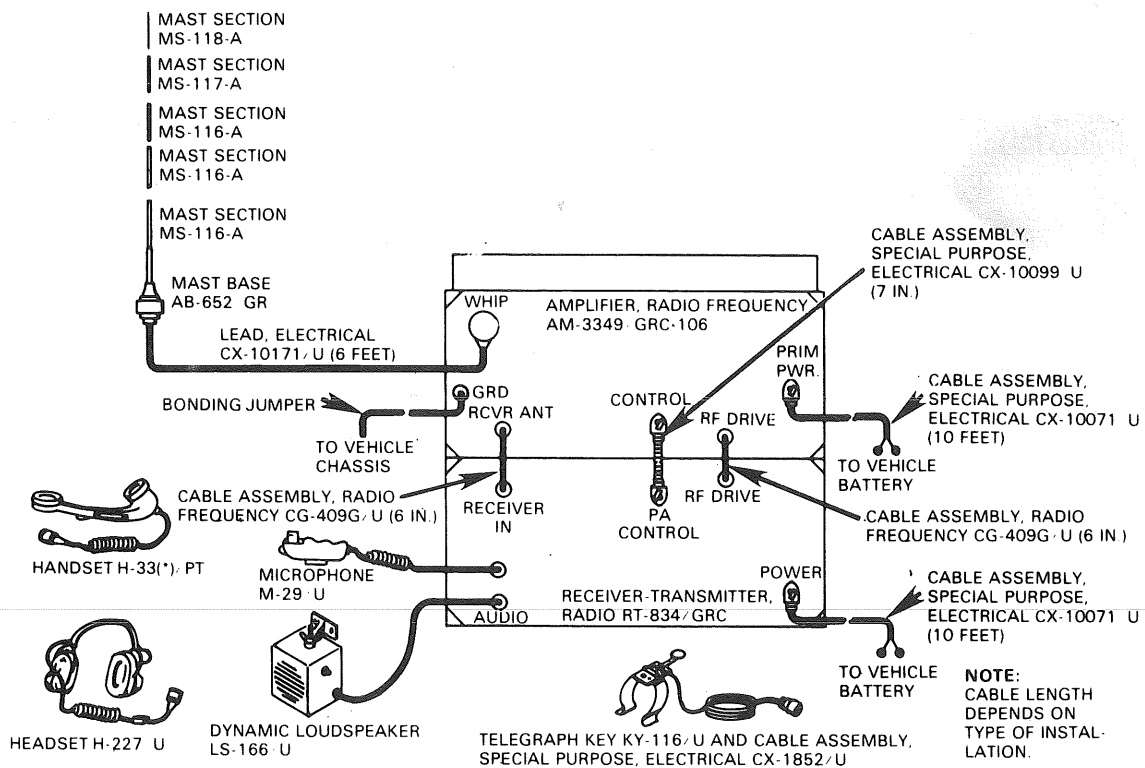 MAST SECTION
MS-118-A
MAST SECTION
MS-117-A
MAST SECTION
MS-116-A
MAST SECTION
MS-116-A
MAST SECTION
MS-116-A
MAST BASE
AB-652 GR
LEAD, ELECTRICAL
CX-10171/U (6 FEET)
WHIP
AMPLIFIER, RADIO FREQUENCY
AM-3349 GRC-106
CABLE ASSEMBLY,
SPECIAL PURPOSE,
ELECTRICAL CX-10099 U
(7 IN.)
BONDING JUMPER
TO VEHICLE
CHASSIS
GRD
RCVR ANT
CONTROL
RF DRIVE
PRIM
PWR.
CABLE ASSEMBLY,
SPECIAL PURPOSE,
ELECTRICAL CX-10071 U
(10 FEET)
TO VEHICLE
BATTERY
CABLE ASSEMBLY, RADIO
FREQUENCY CG-409G/U (6 IN.)
RECEIVER
IN
PA
CONTROL
RF DRIVE
CABLE ASSEMBLY, RADIO
FREQUENCY CG-409G/U (6 IN.)
HANDSET H-33(*)/PT
MICROPHONE
M-29 U
AUDIO
RECEIVER-TRANSMITTER,
RADIO RT-834/GRC
POWER
CABLE ASSEMBLY,
SPECIAL PURPOSE,
ELECTRICAL CX-10071 U
(10 FEET)
TO VEHICLE
BATTERY
HEADSET H-227 U
DYNAMIC LOUDSPEAKER
LS-166 U
TELEGRAPH KEY KY-116/U AND CABLE ASSEMBLY,
SPECIAL PURPOSE, ELECTRICAL CX-1852/U
NOTE:
CABLE LENGTH
DEPENDS ON
TYPE OF INSTAL-
LATION.